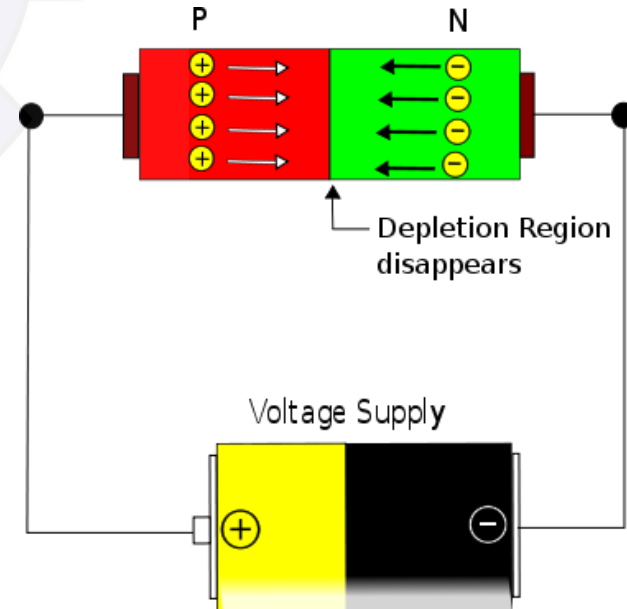 P N
+ −
+ −
+ −
+ −
Depletion Region
disappears
Voltage Supply
+ −